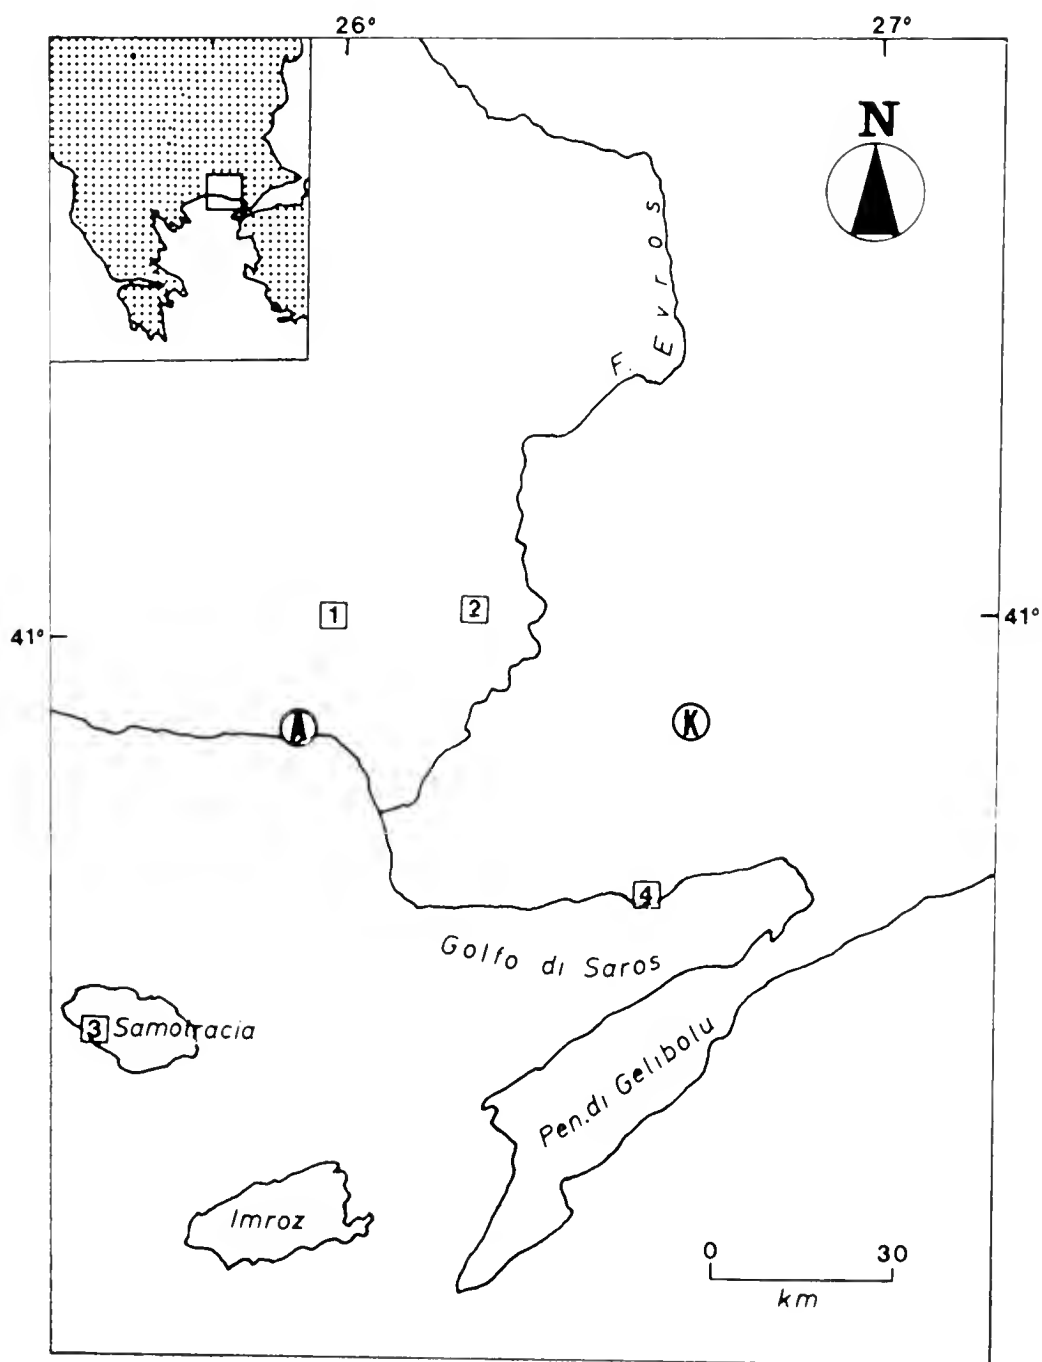 26° 27°
N
F. Evros
1 2
41° 41°
A K
4
Golfo di Saros
3 Samotracia
Pen. di Gelibolu
Imroz
0 30
km